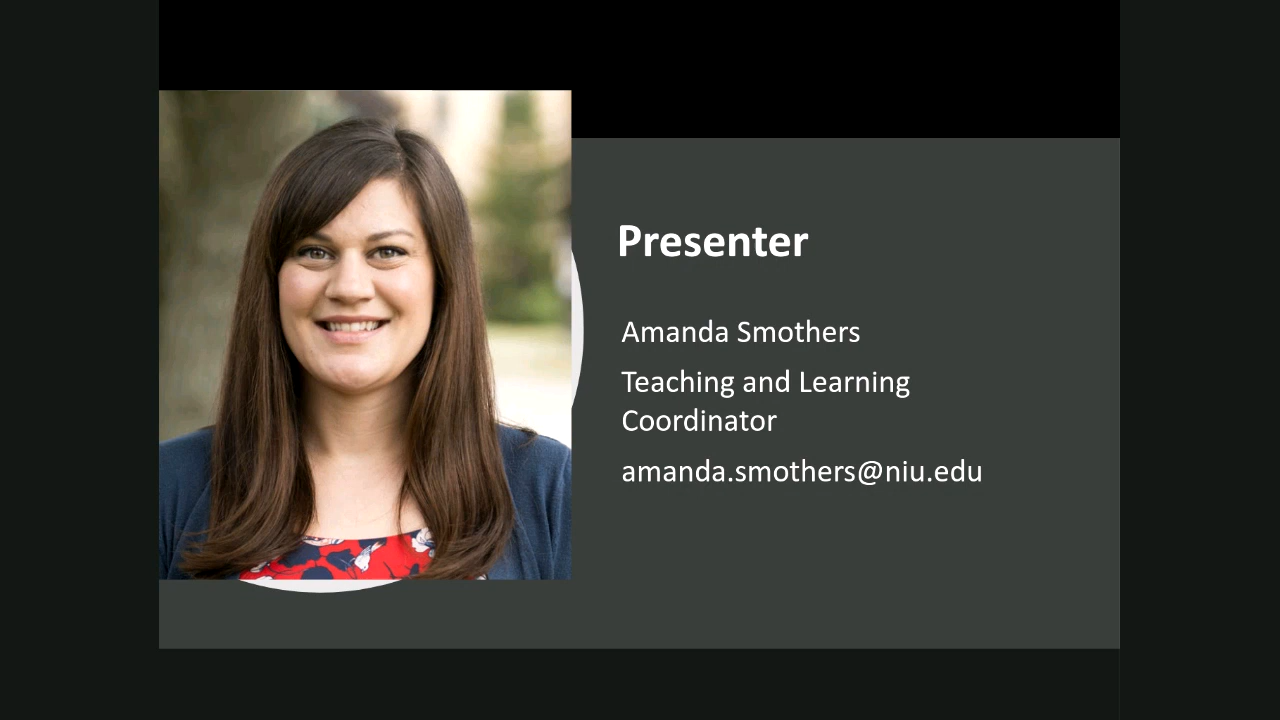 Presenter
Amanda Smothers
Teaching and Learning
Coordinator
amanda.smothers@niu.edu